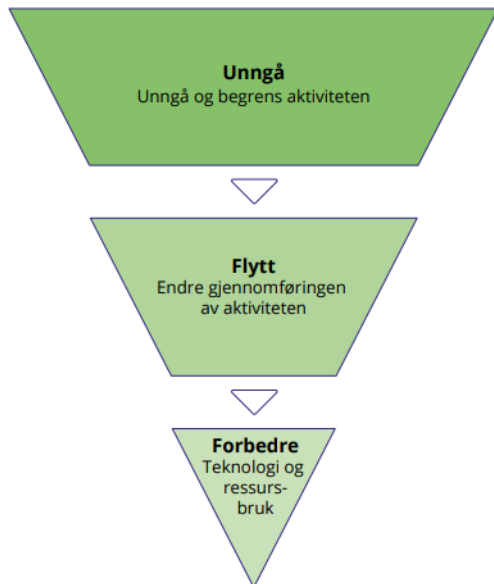 Unngå
Unngå og begrens aktiviteten
Flytt
Endre gjennomføringen
av aktiviteten
Forbedre
Teknologi og
ressurs-
bruk